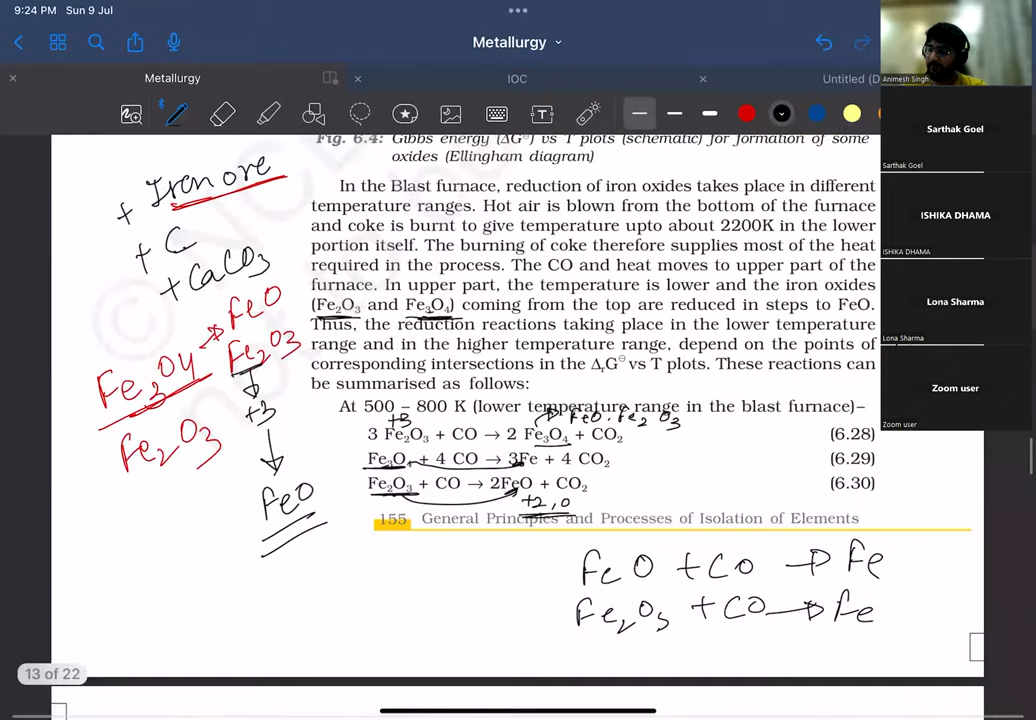 9:24 PM Sun 9 Jul
Metallurgy
Metallurgy
IOC
Untitled (D
Fig. 6.4: Gibbs energy (ΔG⊖) vs T plots (schematic) for formation of some
oxides (Ellingham diagram)
In the Blast furnace, reduction of iron oxides takes place in different
temperature ranges. Hot air is blown from the bottom of the furnace
and coke is burnt to give temperature upto about 2200K in the lower
portion itself. The burning of coke therefore supplies most of the heat
required in the process. The CO and heat moves to upper part of the
furnace. In upper part, the temperature is lower and the iron oxides
(Fe₂O₃ and Fe₃O₄) coming from the top are reduced in steps to FeO.
Thus, the reduction reactions taking place in the lower temperature
range and in the higher temperature range, depend on the points of
corresponding intersections in the ΔᵣG⊖ vs T plots. These reactions can
be summarised as follows:
At 500 – 800 K (lower temperature range in the blast furnace)–
+3
FeO. Fe₂O₃
3 Fe₂O₃ + CO → 2 Fe₃O₄ + CO₂ (6.28)
Fe₃O₄ + 4 CO → 3Fe + 4 CO₂ (6.29)
Fe₂O₃ + CO → 2FeO + CO₂ (6.30)
+2, 0
155 General Principles and Processes of Isolation of Elements
FeO + CO → Fe
Fe₂O₃ + CO → Fe
+ Iron ore
+ C
+ CaCO₃
FeO
Fe₃O₄
Fe₂O₃
+3
Fe₂O₃
FeO
13 of 22
Animesh Singh
Sarthak Goel
Sarthak Goel
ISHIKA DHAMA
ISHIKA DHAMA
Lona Sharma
Lona Sharma
Zoom user
Zoom user